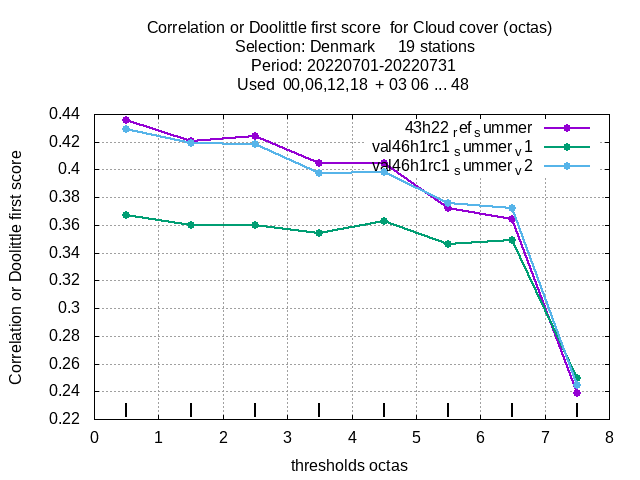 Correlation or Doolittle first score  for Cloud cover (octas)
Selection: Denmark     19 stations
Period: 20220701-20220731
Used  00,06,12,18  + 03 06 ... 48
0.44
0.42
0.4
0.38
0.36
0.34
0.32
0.3
0.28
0.26
0.24
0.22
Correlation or Doolittle first score
43h22 ref summer
val46h1rc1 summer v1
val46h1rc1 summer v2
0 1 2 3 4 5 6 7 8
thresholds octas